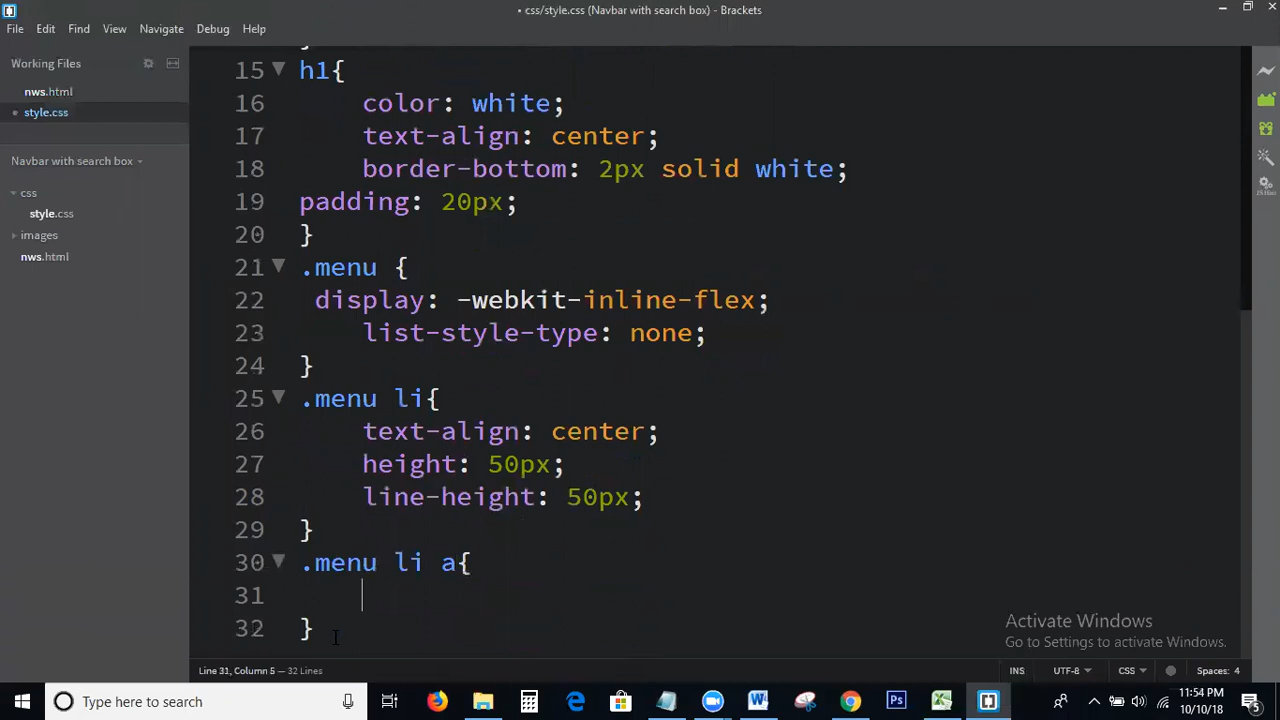 css/style.css (Navbar with search box) - Brackets
File Edit Find View Navigate Debug Help
Working Files
nws.html
style.css
Navbar with search box
css
style.css
images
nws.html
}
15 h1{
16 color: white;
17 text-align: center;
18 border-bottom: 2px solid white;
19 padding: 20px;
20 }
21 .menu {
22 display: -webkit-inline-flex;
23 list-style-type: none;
24 }
25 .menu li{
26 text-align: center;
27 height: 50px;
28 line-height: 50px;
29 }
30 .menu li a{
31
32 }
Activate Windows
Go to Settings to activate Windows.
Line 31, Column 5 — 32 Lines
INS UTF-8 CSS Spaces: 4
Type here to search
11:54 PM
10/10/18
5